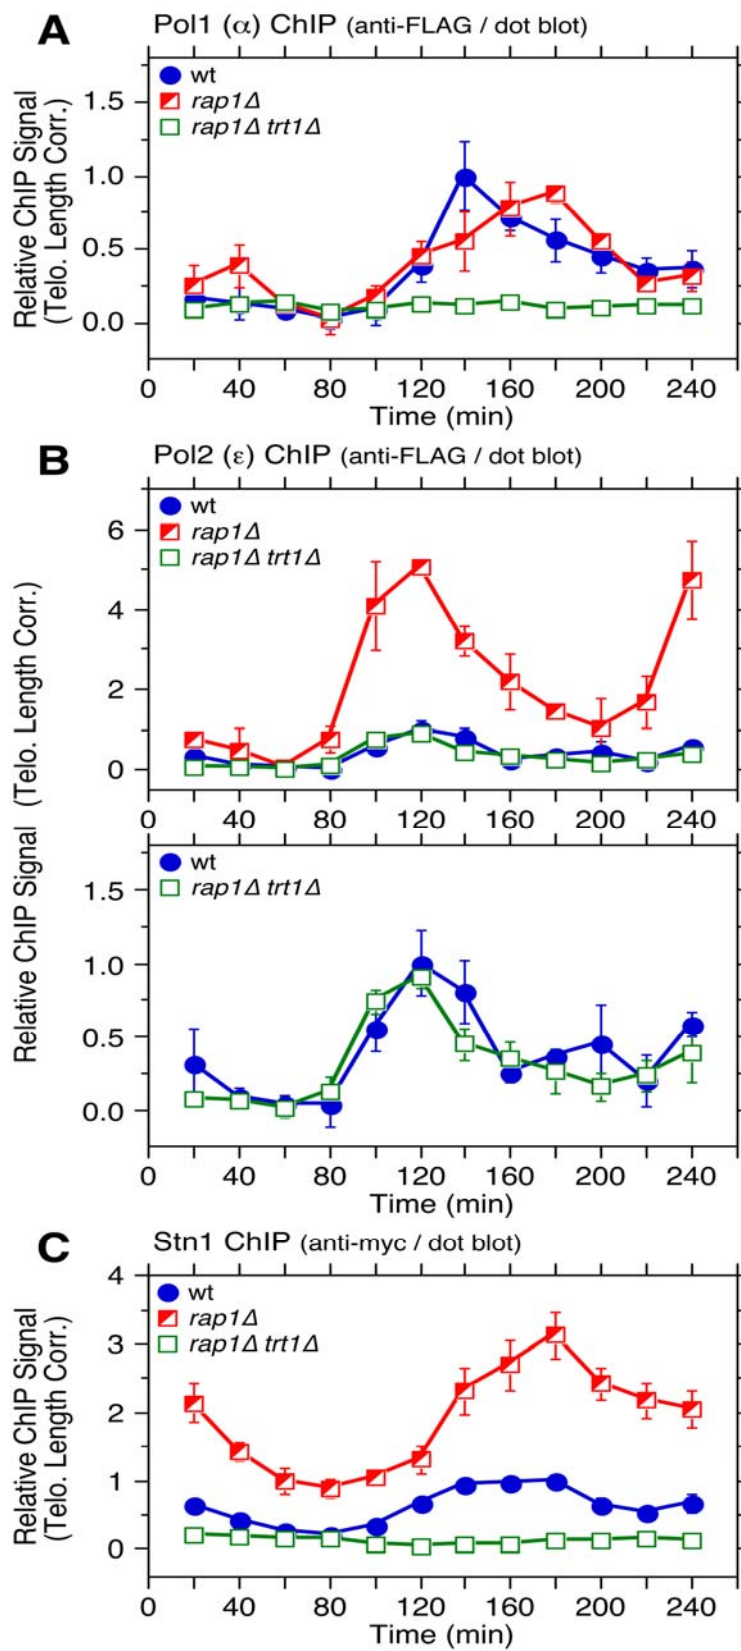 A Pol1 (α) ChIP (anti-FLAG / dot blot)
wt
rap1Δ
rap1Δ trt1Δ
Relative ChIP Signal
(Telo. Length Corr.)
1.5
1.0
0.5
0.0
0 40 80 120 160 200 240
Time (min)
B Pol2 (ε) ChIP (anti-FLAG / dot blot)
wt
rap1Δ
rap1Δ trt1Δ
Relative ChIP Signal (Telo. Length Corr.)
6
4
2
0
0 40 80 120 160 200 240
wt
rap1Δ trt1Δ
1.5
1.0
0.5
0.0
0 40 80 120 160 200 240
Time (min)
C Stn1 ChIP (anti-myc / dot blot)
wt
rap1Δ
rap1Δ trt1Δ
Relative ChIP Signal
(Telo. Length Corr.)
4
3
2
1
0
0 40 80 120 160 200 240
Time (min)